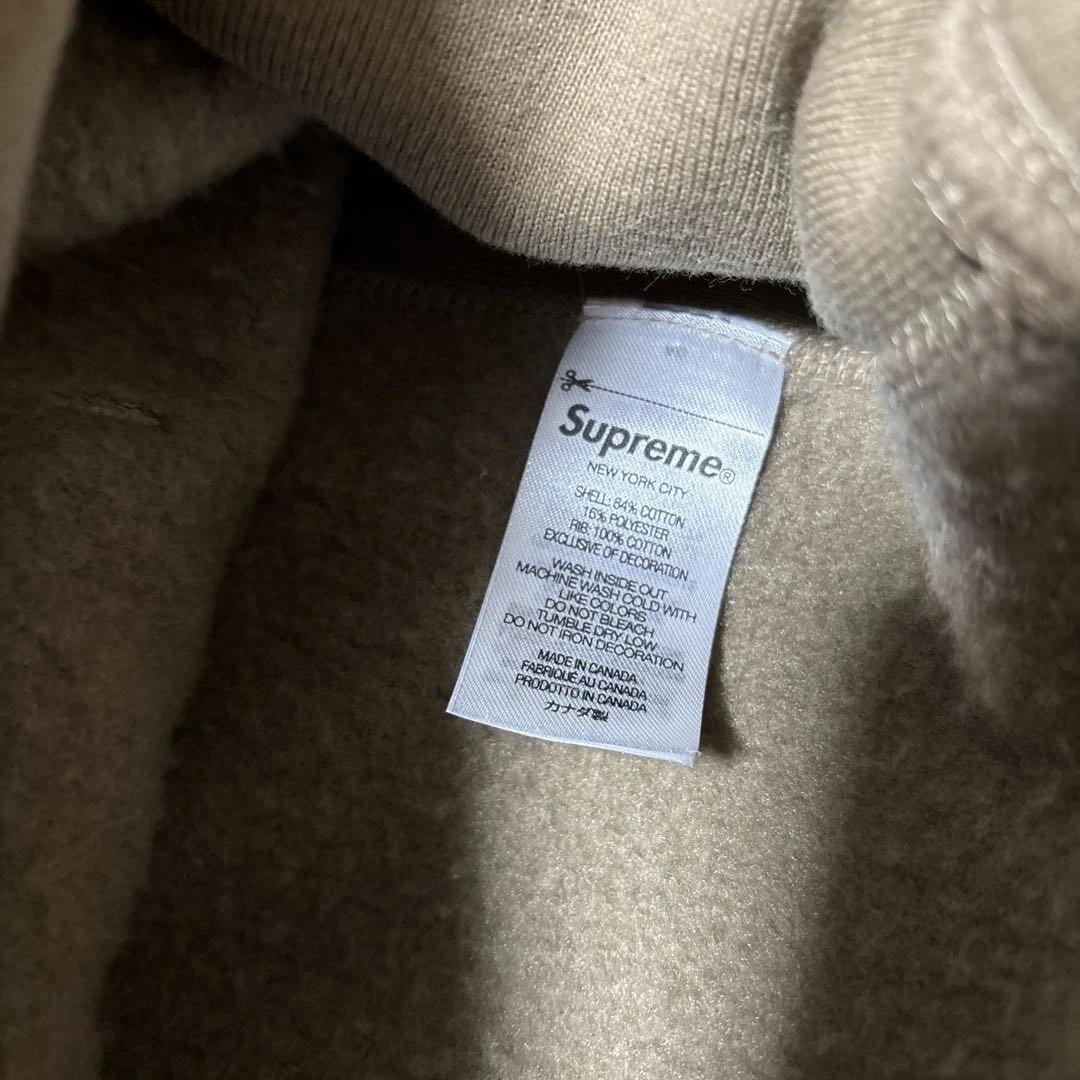 Supreme®
NEW YORK CITY
SHELL: 84% COTTON
16% POLYESTER
RIB: 100% COTTON
EXCLUSIVE OF DECORATION
WASH INSIDE OUT
MACHINE WASH COLD WITH
LIKE COLORS
DO NOT BLEACH
TUMBLE DRY LOW
DO NOT IRON DECORATION
MADE IN CANADA
FABRIQUÉ AU CANADA
PRODOTTO IN CANADA
カナダ製